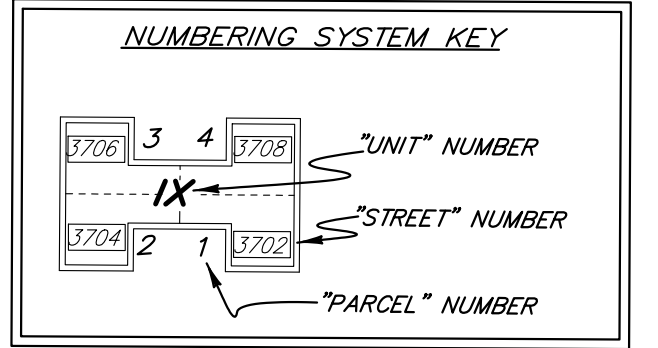 NUMBERING SYSTEM KEY
3706 3 4 3708
"UNIT" NUMBER
IX
"STREET" NUMBER
3704 2 1 3702
"PARCEL" NUMBER